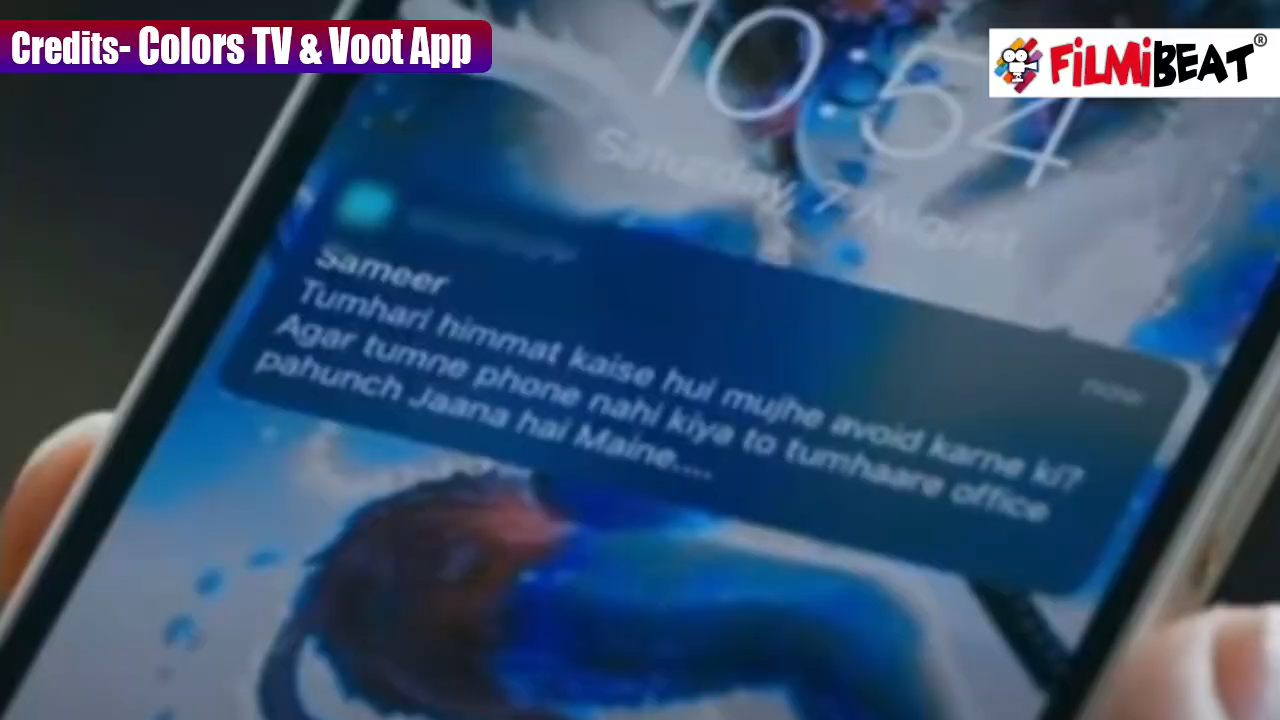 Credits- Colors TV & Voot App
FiLMiBEAT®
10 54
Saturday, 7 August
Sameer
now
Tumhari himmat kaise hui mujhe avoid karne ki?
Agar tumne phone nahi kiya to tumhaare office
pahunch Jaana hai Maine....